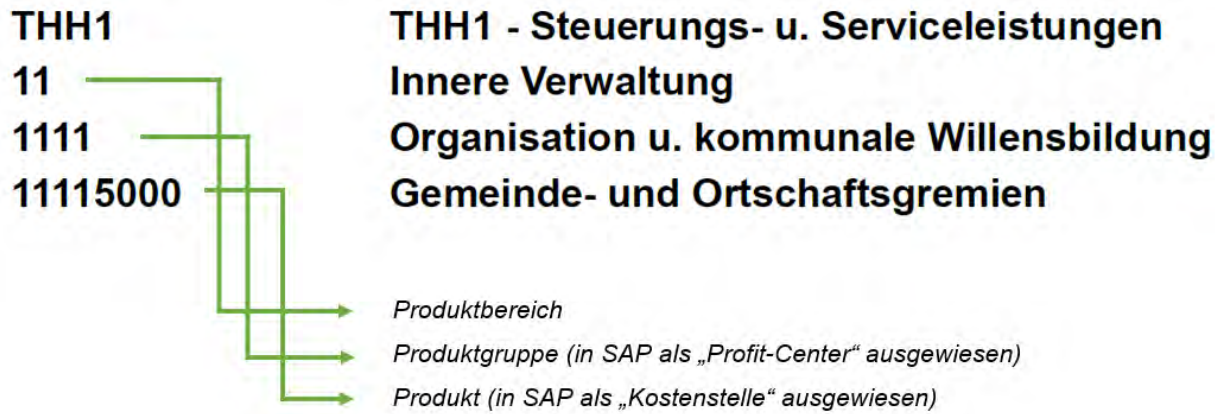 THH1 THH1 - Steuerungs- u. Serviceleistungen
11 Innere Verwaltung
1111 Organisation u. kommunale Willensbildung
11115000 Gemeinde- und Ortschaftsgremien
Produktbereich
Produktgruppe (in SAP als „Profit-Center“ ausgewiesen)
Produkt (in SAP als „Kostenstelle“ ausgewiesen)